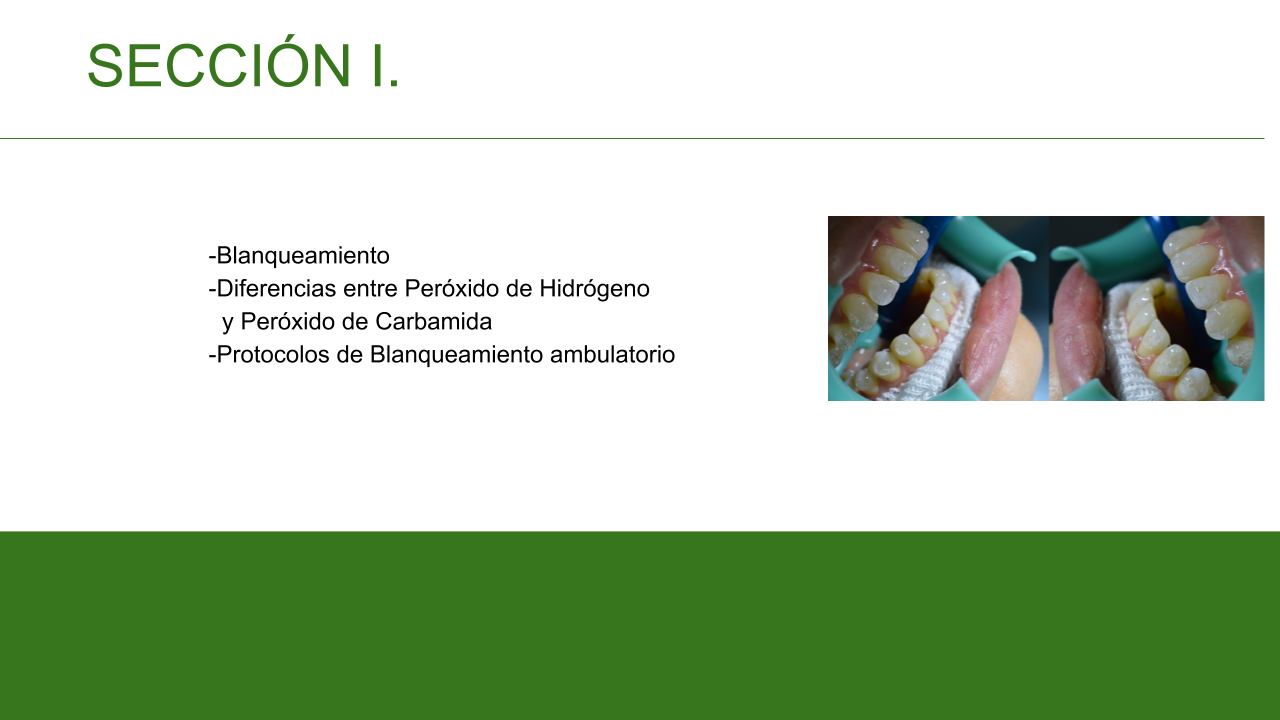 SECCIÓN I.
-Blanqueamiento
-Diferencias entre Peróxido de Hidrógeno
y Peróxido de Carbamida
-Protocolos de Blanqueamiento ambulatorio